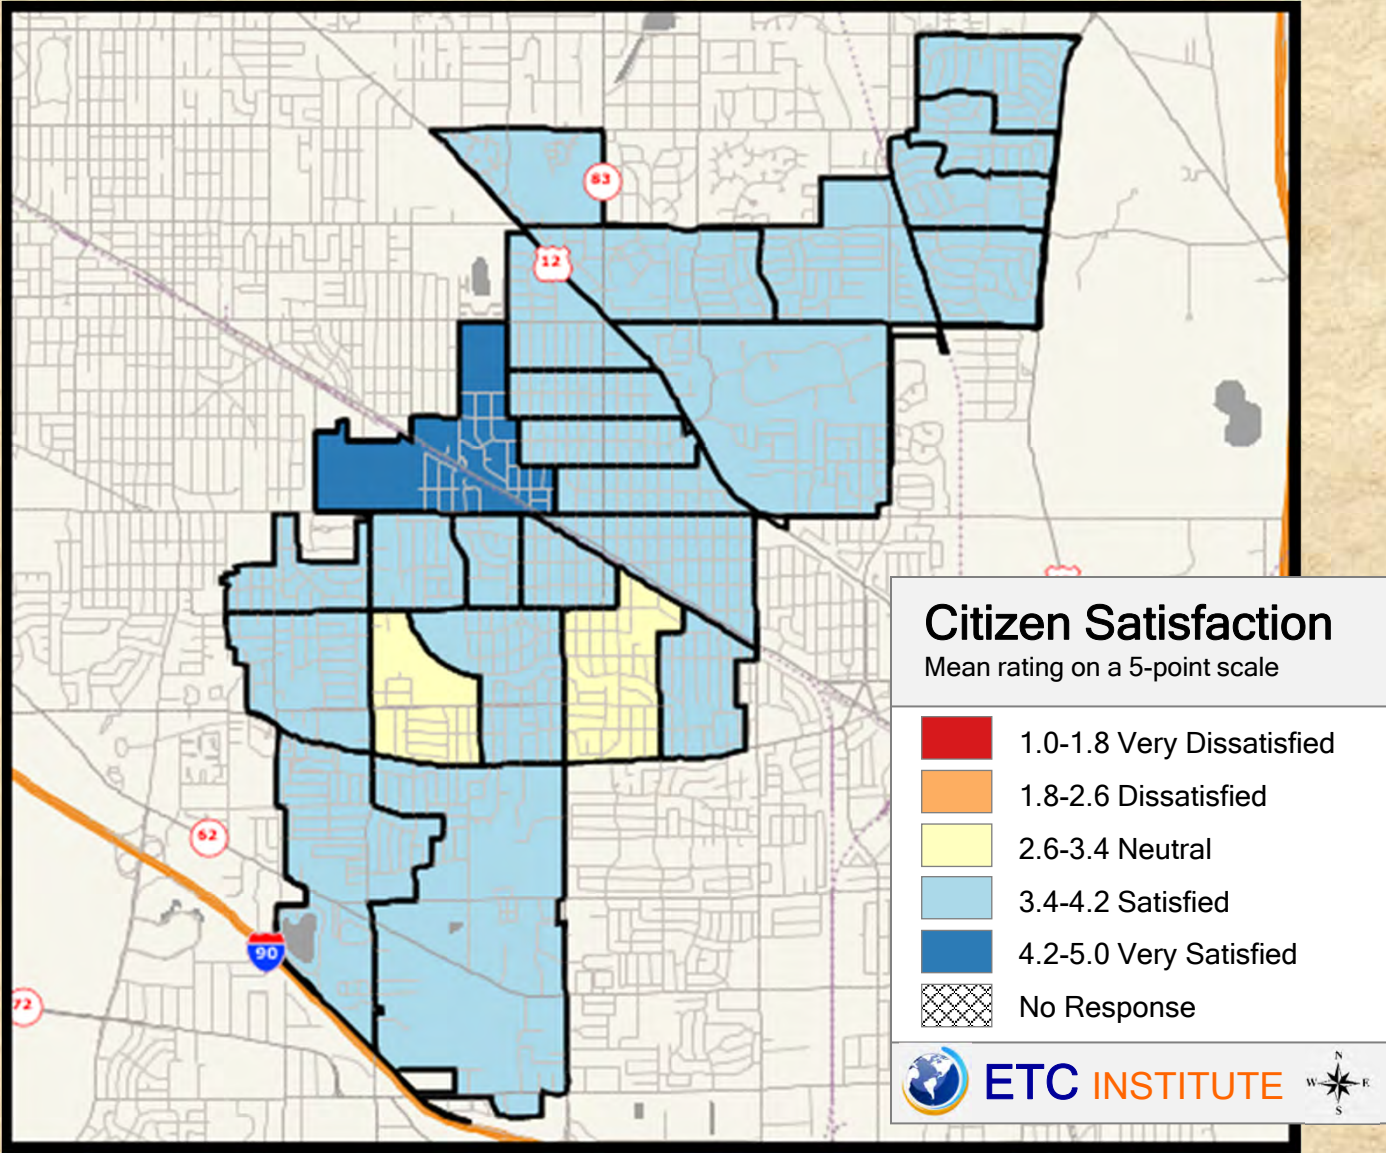 83
12
62
90
72
Citizen Satisfaction
Mean rating on a 5-point scale
1.0-1.8 Very Dissatisfied
1.8-2.6 Dissatisfied
2.6-3.4 Neutral
3.4-4.2 Satisfied
4.2-5.0 Very Satisfied
No Response
ETC INSTITUTE
N
W E
S